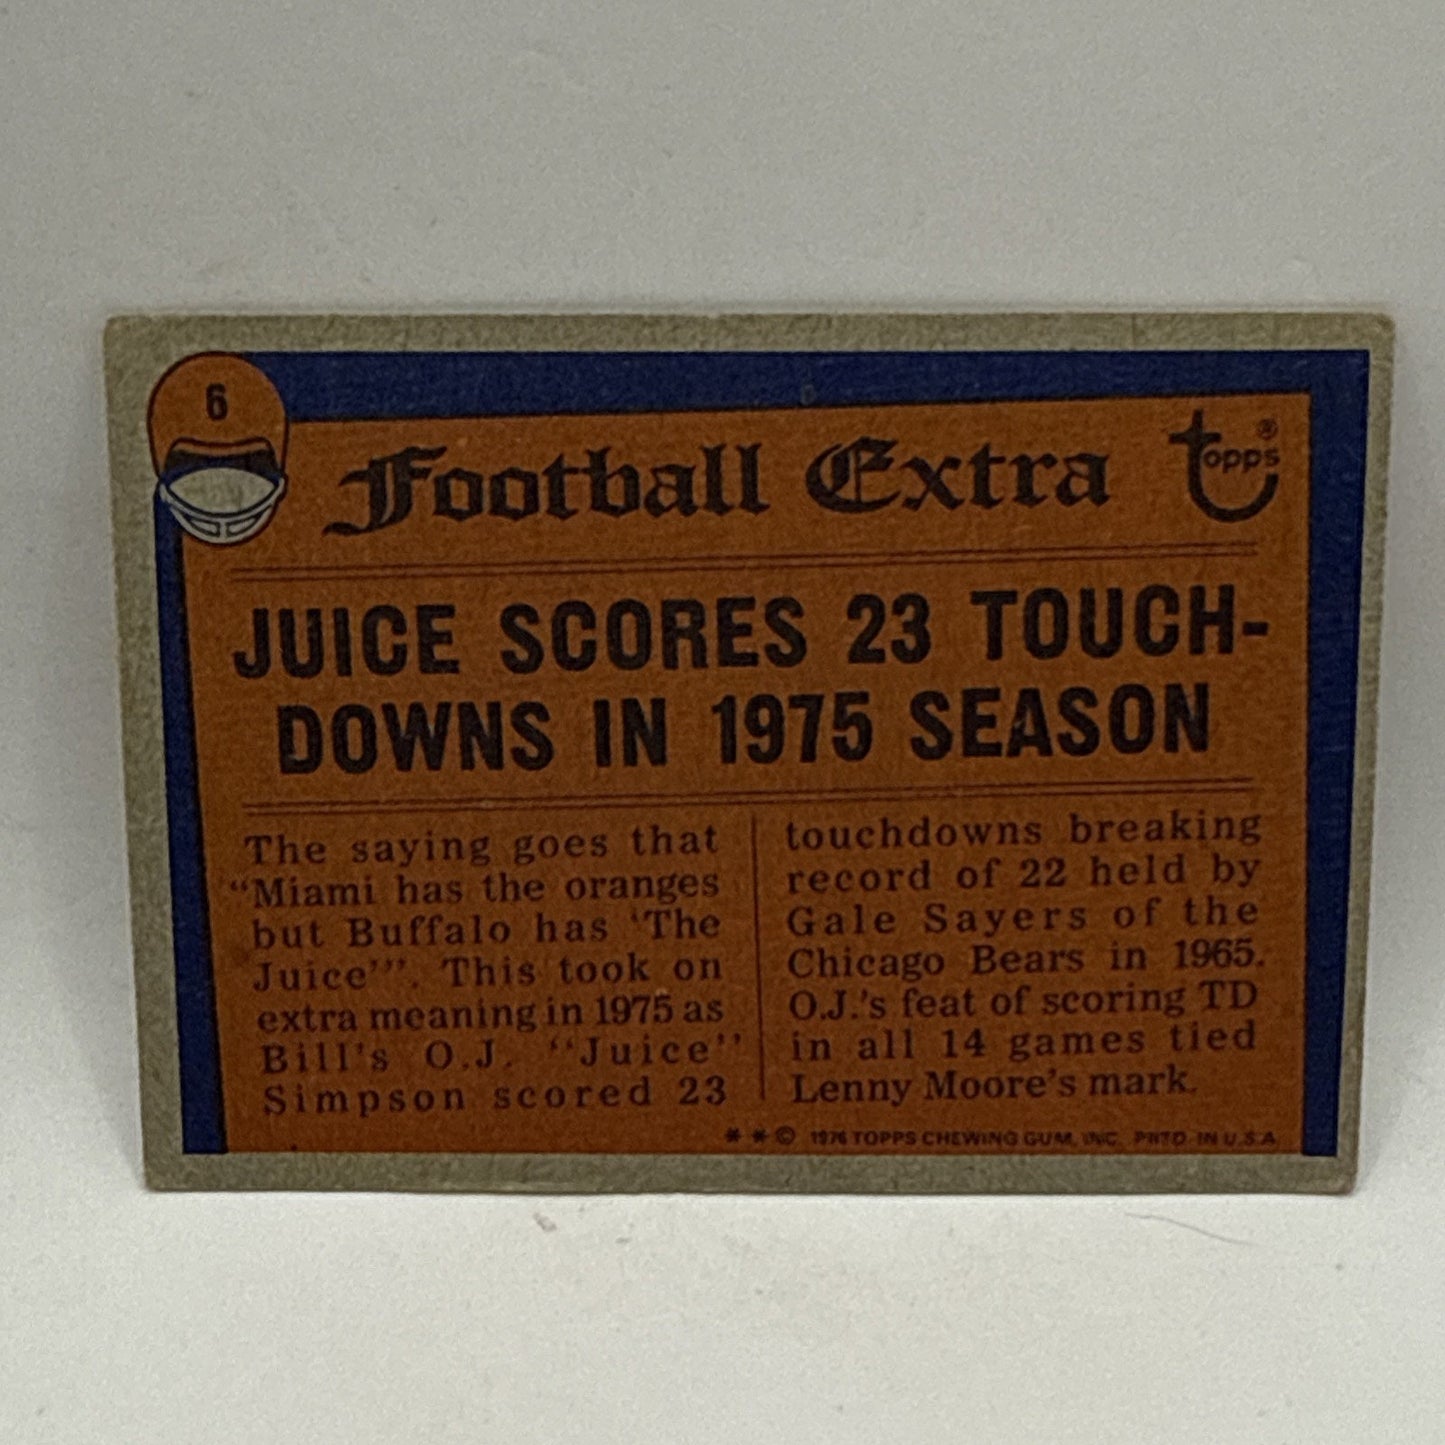 6
Football Extra
topps®
JUICE SCORES 23 TOUCH-
DOWNS IN 1975 SEASON
The saying goes that
“Miami has the oranges
but Buffalo has ‘The
Juice’”. This took on
extra meaning in 1975 as
Bill's O.J. “Juice”
Simpson scored 23
touchdowns breaking
record of 22 held by
Gale Sayers of the
Chicago Bears in 1965.
O.J.'s feat of scoring TD
in all 14 games tied
Lenny Moore's mark.
* * © 1976 TOPPS CHEWING GUM, INC. PRTD. IN U.S.A.